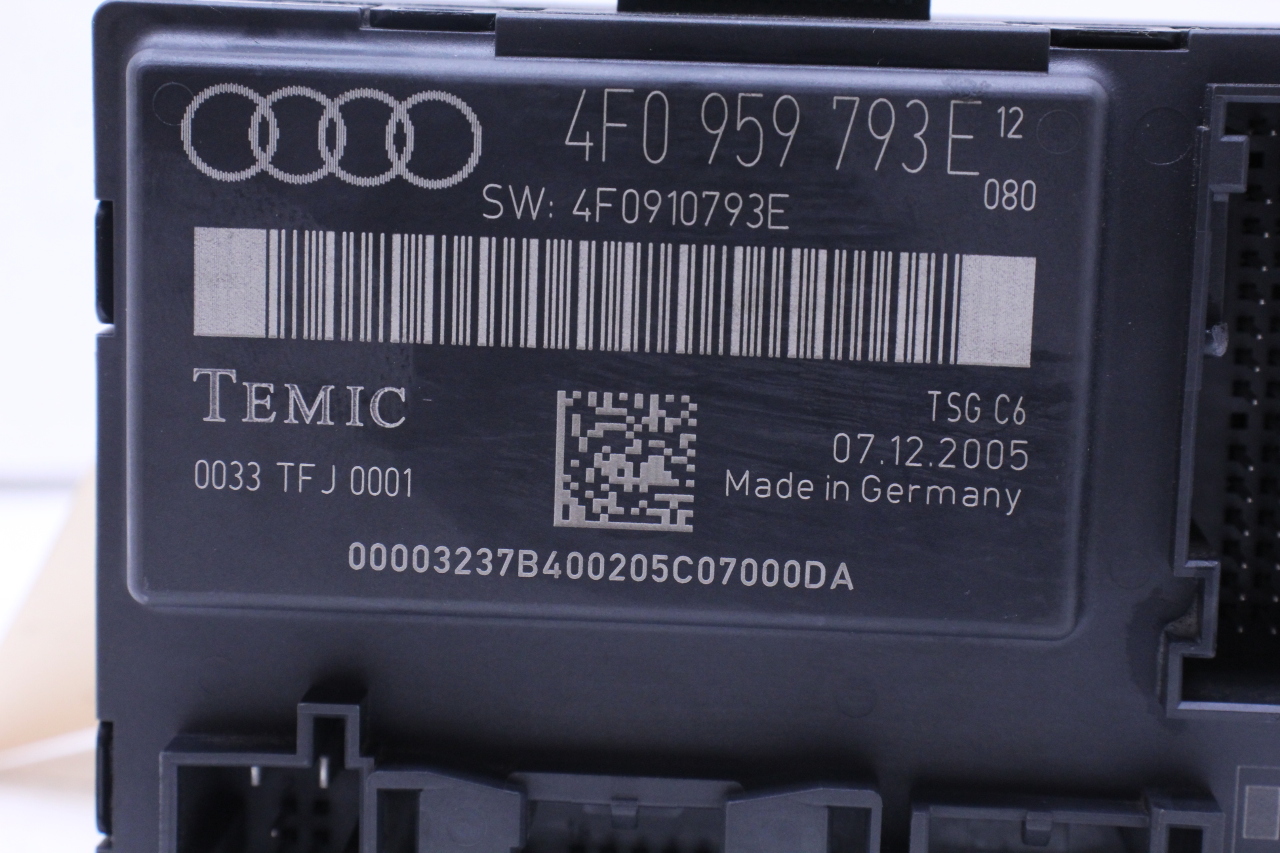 4F0 959 793 E 12
080
SW: 4F0910793E
TEMIC
TSG C6
07.12.2005
0033 TFJ 0001
Made in Germany
00003237B400205C07000DA